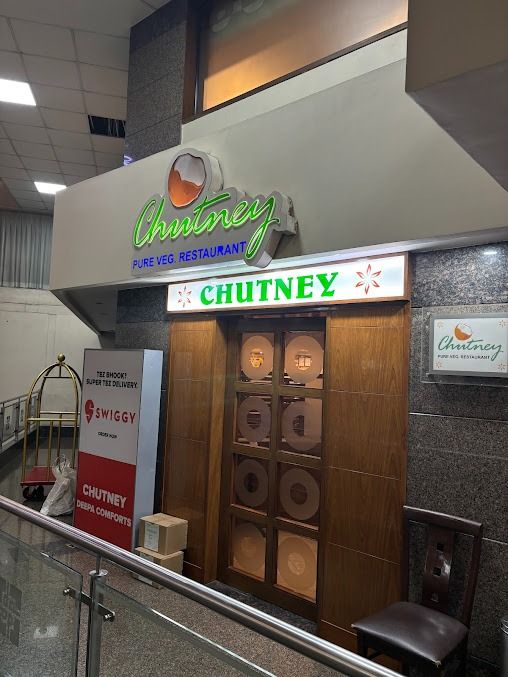 Chutney
PURE VEG. RESTAURANT
CHUTNEY
Chutney
PURE VEG. RESTAURANT
TEZ BHOOK?
SUPER TEZ DELIVERY.
SWIGGY
ORDER NOW
CHUTNEY
DEEPA COMFORTS